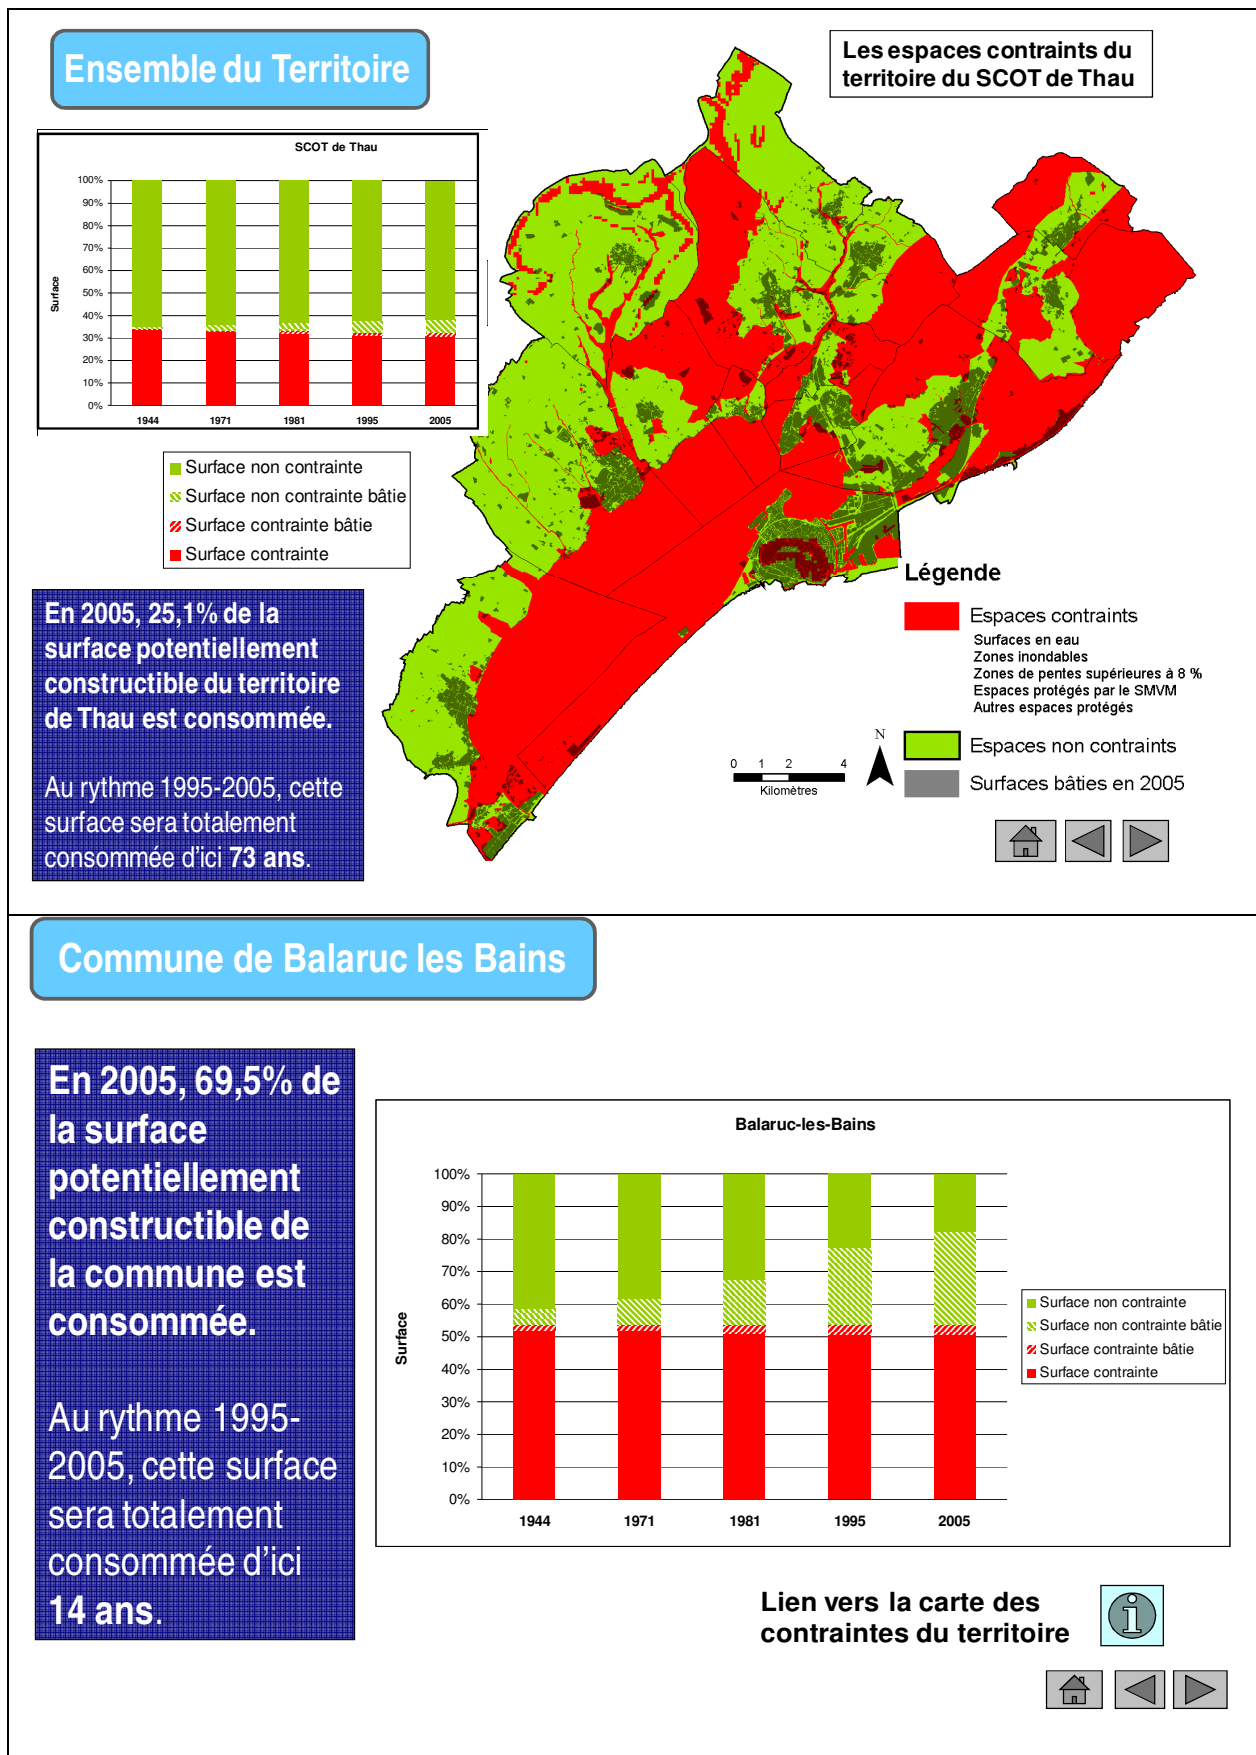 Ensemble du Territoire
Les espaces contraints du
territoire du SCOT de Thau
SCOT de Thau
100%
90%
80%
70%
60%
50%
40%
30%
20%
10%
0%
Surface
1944
1971
1981
1995
2005
Surface non contrainte
Surface non contrainte bâtie
Surface contrainte bâtie
Surface contrainte
En 2005, 25,1% de la
surface potentiellement
constructible du territoire
de Thau est consommée.
Au rythme 1995-2005, cette
surface sera totalement
consommée d'ici 73 ans.
Légende
Espaces contraints
Surfaces en eau
Zones inondables
Zones de pentes supérieures à 8 %
Espaces protégés par le SMVM
Autres espaces protégés
Espaces non contraints
Surfaces bâties en 2005
N
0 1 2 4
Kilomètres
Commune de Balaruc les Bains
En 2005, 69,5% de
la surface
potentiellement
constructible de
la commune est
consommée.
Au rythme 1995-
2005, cette surface
sera totalement
consommée d'ici
14 ans.
Balaruc-les-Bains
100%
90%
80%
70%
60%
50%
40%
30%
20%
10%
0%
Surface
1944
1971
1981
1995
2005
Surface non contrainte
Surface non contrainte bâtie
Surface contrainte bâtie
Surface contrainte
Lien vers la carte des
contraintes du territoire
i